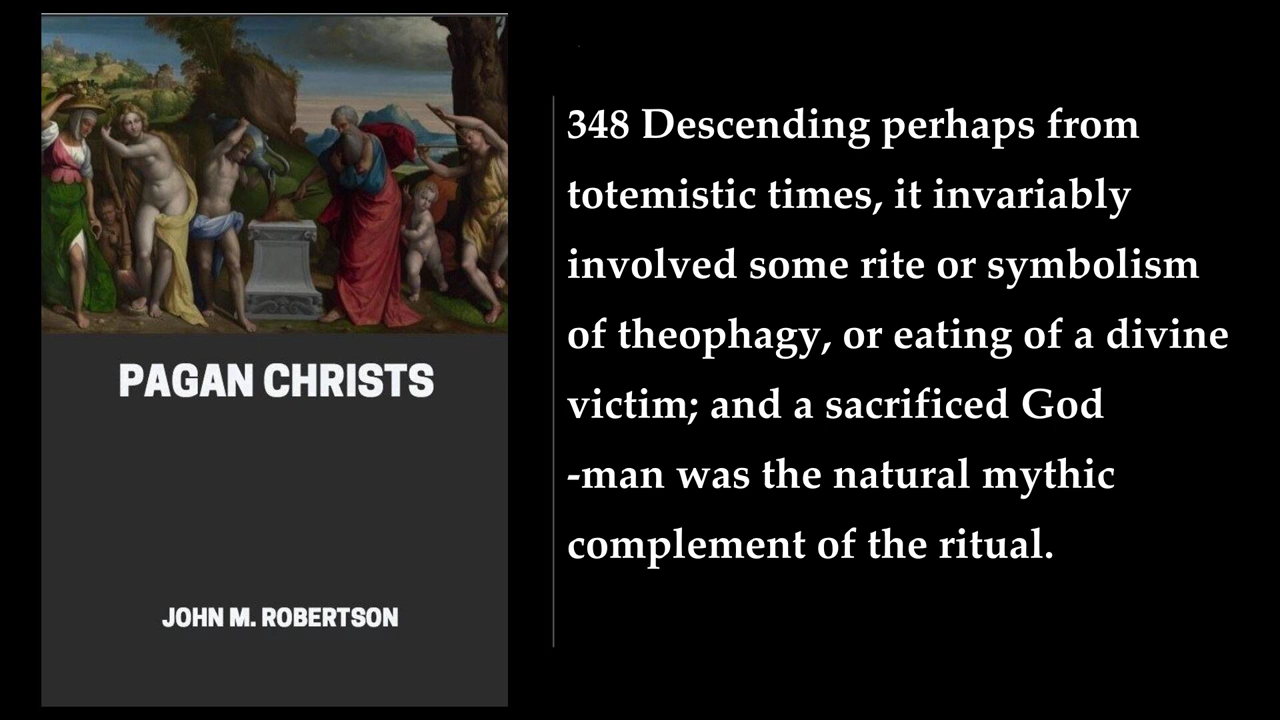 PAGAN CHRISTS
JOHN M. ROBERTSON
348 Descending perhaps from
totemistic times, it invariably
involved some rite or symbolism
of theophagy, or eating of a divine
victim; and a sacrificed God
-man was the natural mythic
complement of the ritual.